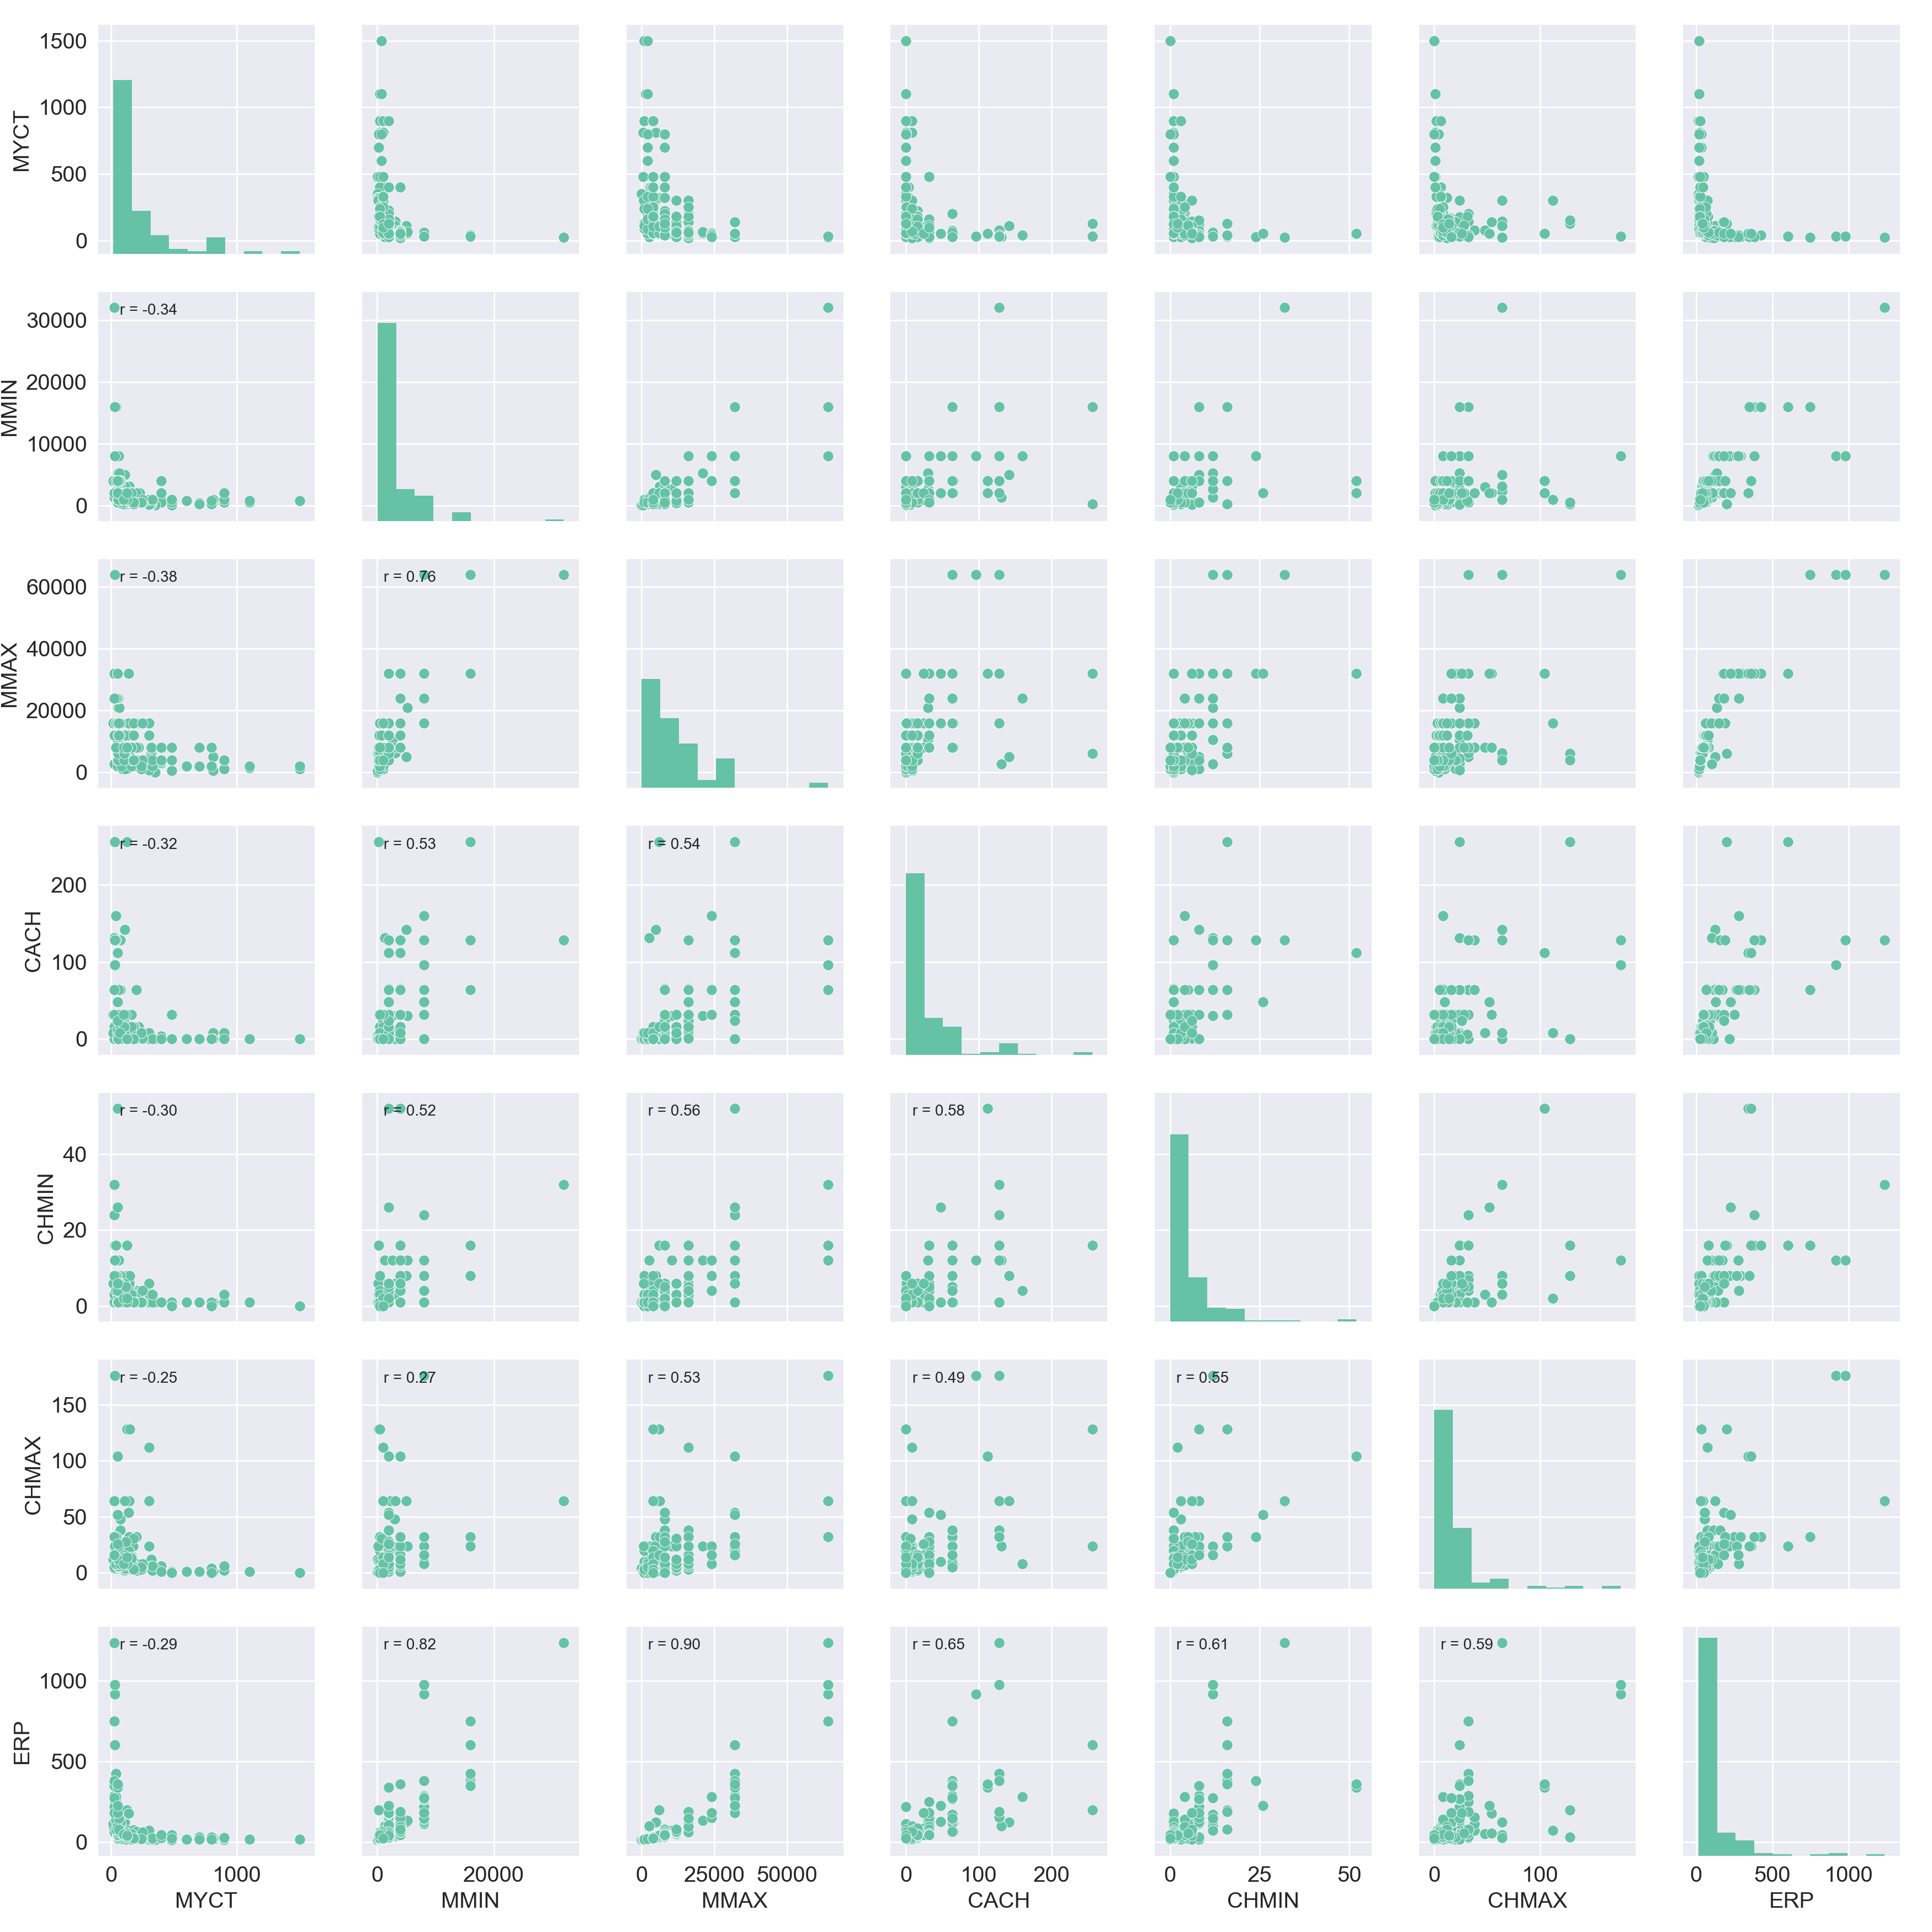 1500
1000
500
0
MYCT
r = -0.34
30000
20000
10000
0
MMIN
r = -0.38
r = 0.76
60000
40000
20000
0
MMAX
r = -0.32
r = 0.53
r = 0.54
200
100
0
CACH
r = -0.30
r = 0.52
r = 0.56
r = 0.58
40
20
0
CHMIN
r = -0.25
r = 0.27
r = 0.53
r = 0.49
r = 0.55
150
100
50
0
CHMAX
r = -0.29
r = 0.82
r = 0.90
r = 0.65
r = 0.61
r = 0.59
1000
500
0
ERP
0 1000
0 20000
0 25000 50000
0 100 200
0 25 50
0 100
0 500 1000
MYCT
MMIN
MMAX
CACH
CHMIN
CHMAX
ERP